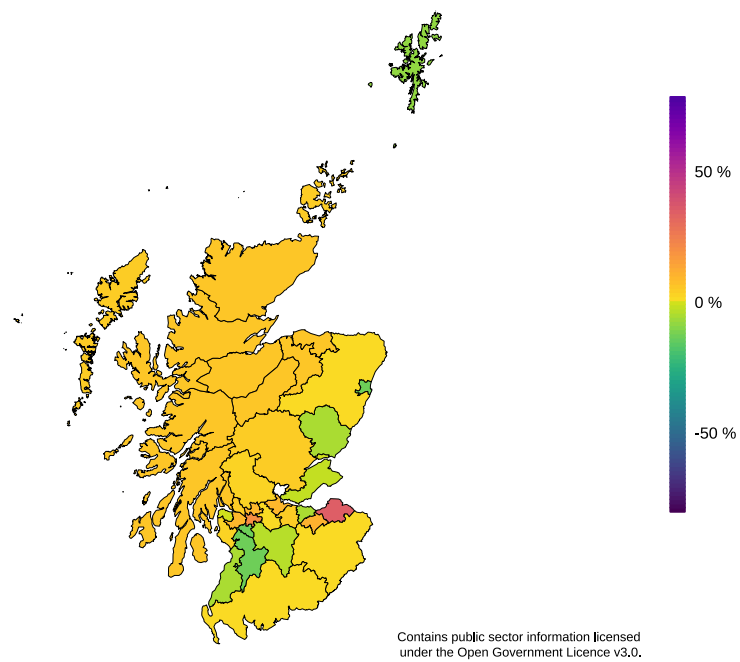 50 %
0 %
-50 %
Contains public sector information licensed
under the Open Government Licence v3.0.